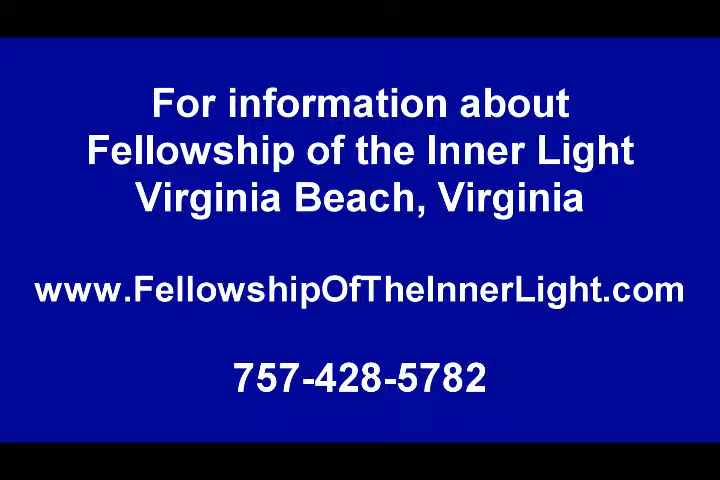 For information about
Fellowship of the Inner Light
Virginia Beach, Virginia
www.FellowshipOfTheInnerLight.com
757-428-5782